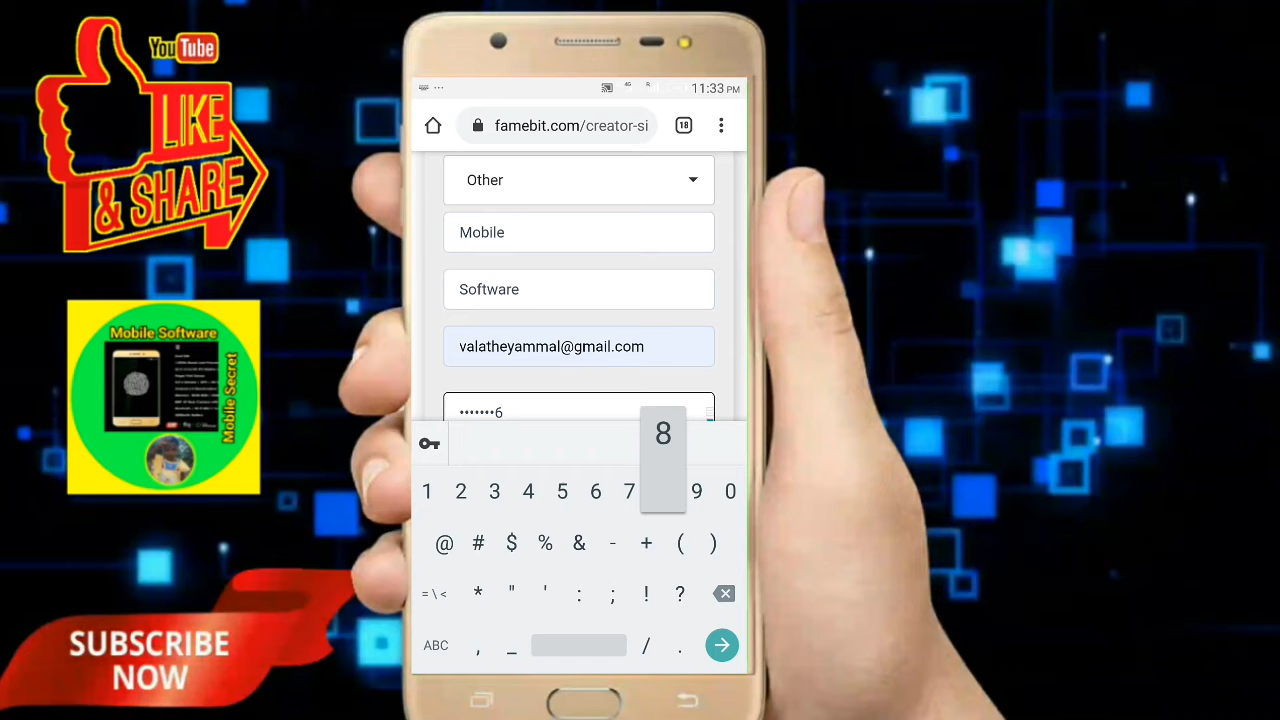 YouTube
LIKE
& SHARE
Mobile Software
Mobile Secret
SUBSCRIBE
NOW
11:33 PM
famebit.com/creator-si
18
Other
Mobile
Software
valatheyammal@gmail.com
•••••••6
8
1 2 3 4 5 6 7 9 0
@ # $ % & - + ( )
= \ < * " ' : ; ! ?
ABC , _ / .